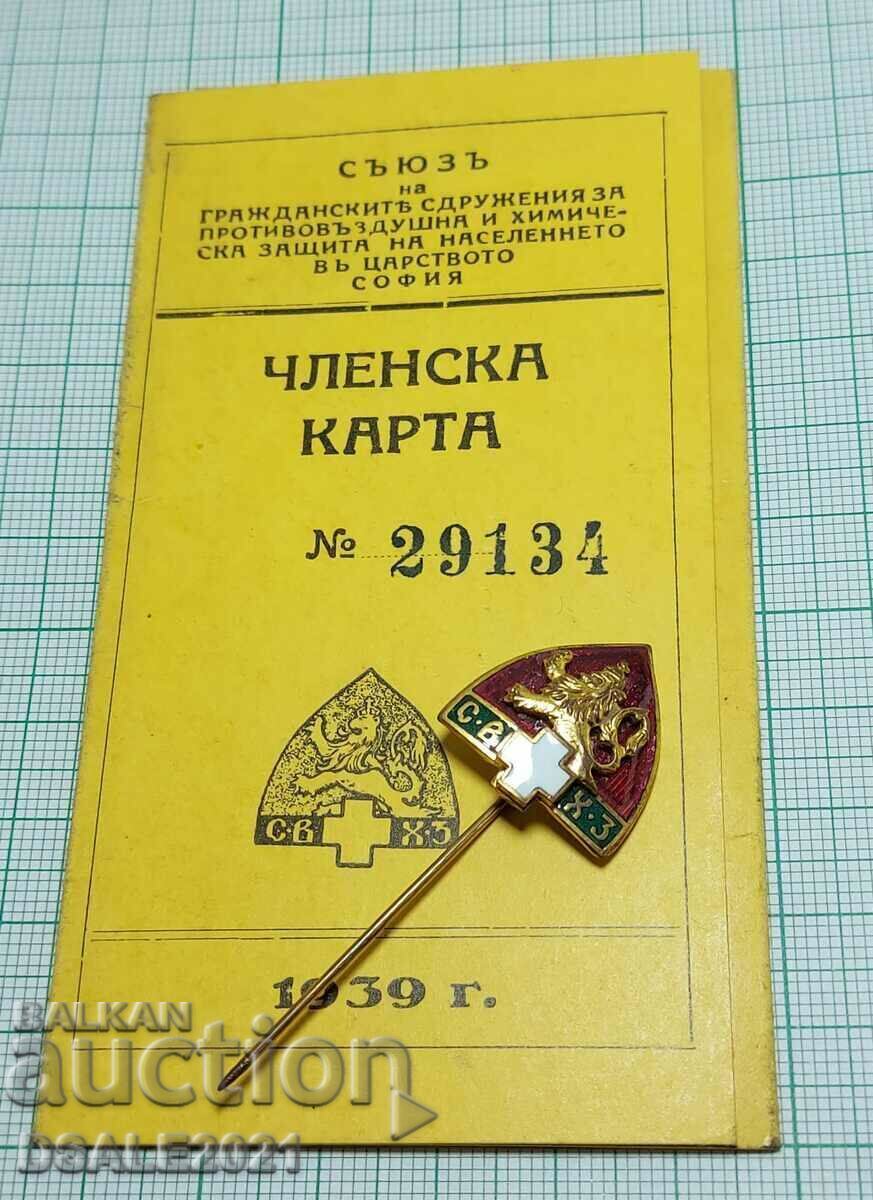 СЪЮЗЪ
на
ГРАЖДАНСКИТѢ СДРУЖЕНИЯ ЗА
ПРОТИВОВЪЗДУШНА И ХИМИЧЕ-
СКА ЗАЩИТА НА НАСЕЛЕННЕТО
ВЪ ЦАРСТВОТО
СОФИЯ
ЧЛЕНСКА
КАРТА
№ 29134
С·В Х·З
СВ ХЗ
1939 г.
BALKAN
auction
DSALE2021